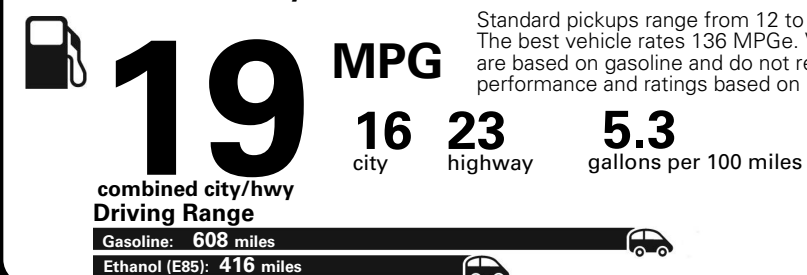 Standard pickups range from 12 to
The best vehicle rates 136 MPGe. V
are based on gasoline and do not re
performance and ratings based on
19 MPG
16 city
23 highway
5.3 gallons per 100 miles
combined city/hwy
Driving Range
Gasoline: 608 miles
Ethanol (E85): 416 miles